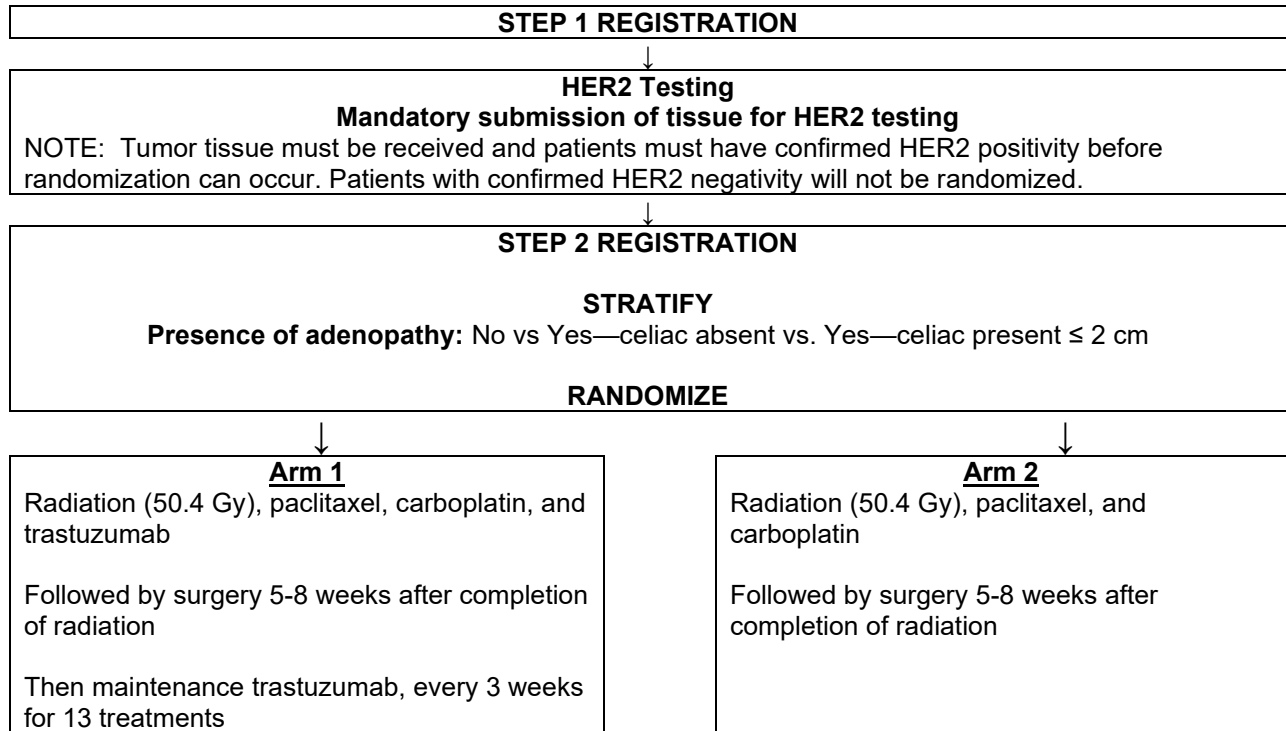 STEP 1 REGISTRATION
↓
HER2 Testing
Mandatory submission of tissue for HER2 testing
NOTE:  Tumor tissue must be received and patients must have confirmed HER2 positivity before
randomization can occur. Patients with confirmed HER2 negativity will not be randomized.
↓
STEP 2 REGISTRATION
STRATIFY
Presence of adenopathy: No vs Yes—celiac absent vs. Yes—celiac present ≤ 2 cm
RANDOMIZE
↓
Arm 1
Radiation (50.4 Gy), paclitaxel, carboplatin, and
trastuzumab
Followed by surgery 5-8 weeks after completion
of radiation
Then maintenance trastuzumab, every 3 weeks
for 13 treatments
↓
Arm 2
Radiation (50.4 Gy), paclitaxel, and
carboplatin
Followed by surgery 5-8 weeks after
completion of radiation